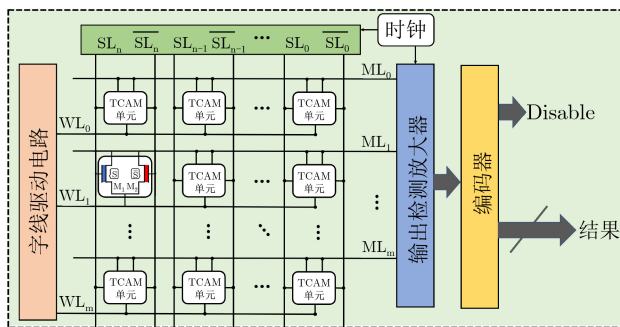 SLₙ S̅L̅ₙ̅ SLₙ₋₁ S̅L̅ₙ̅₋̅₁̅ ··· SL₀ S̅L̅₀̅
时钟
ML₀
TCAM
单元
TCAM
单元
···
TCAM
单元
WL₀
ML₁
S S
M₁ M₂
TCAM
单元
···
TCAM
单元
WL₁
MLₘ
TCAM
单元
TCAM
单元
···
TCAM
单元
WLₘ
字线驱动电路
输出检测放大器
编码器
Disable
结果